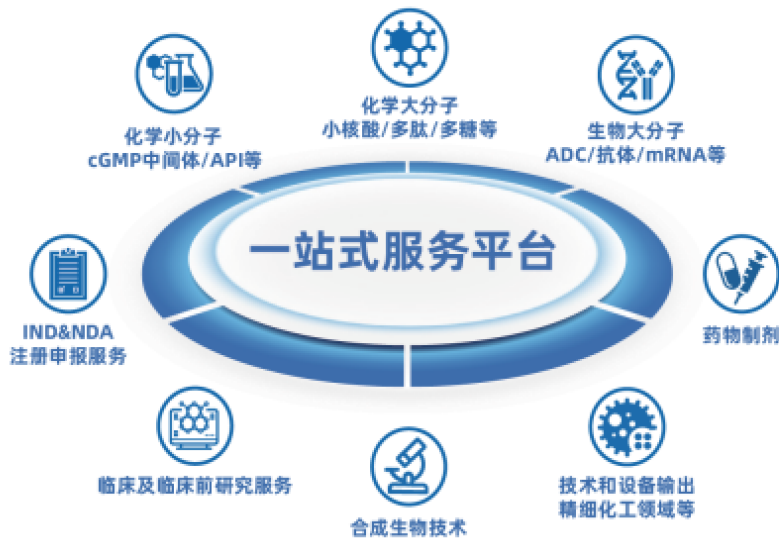 化学小分子
cGMP中间体/API等
化学大分子
小核酸/多肽/多糖等
生物大分子
ADC/抗体/mRNA等
一站式服务平台
IND&NDA
注册申报服务
药物制剂
临床及临床前研究服务
合成生物技术
技术和设备输出
精细化工领域等